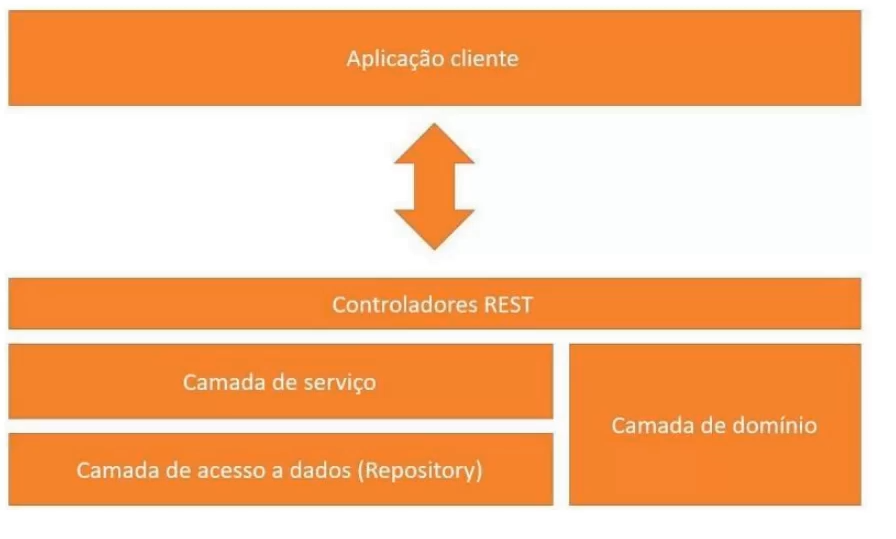 Aplicação cliente
Controladores REST
Camada de serviço
Camada de domínio
Camada de acesso a dados (Repository)